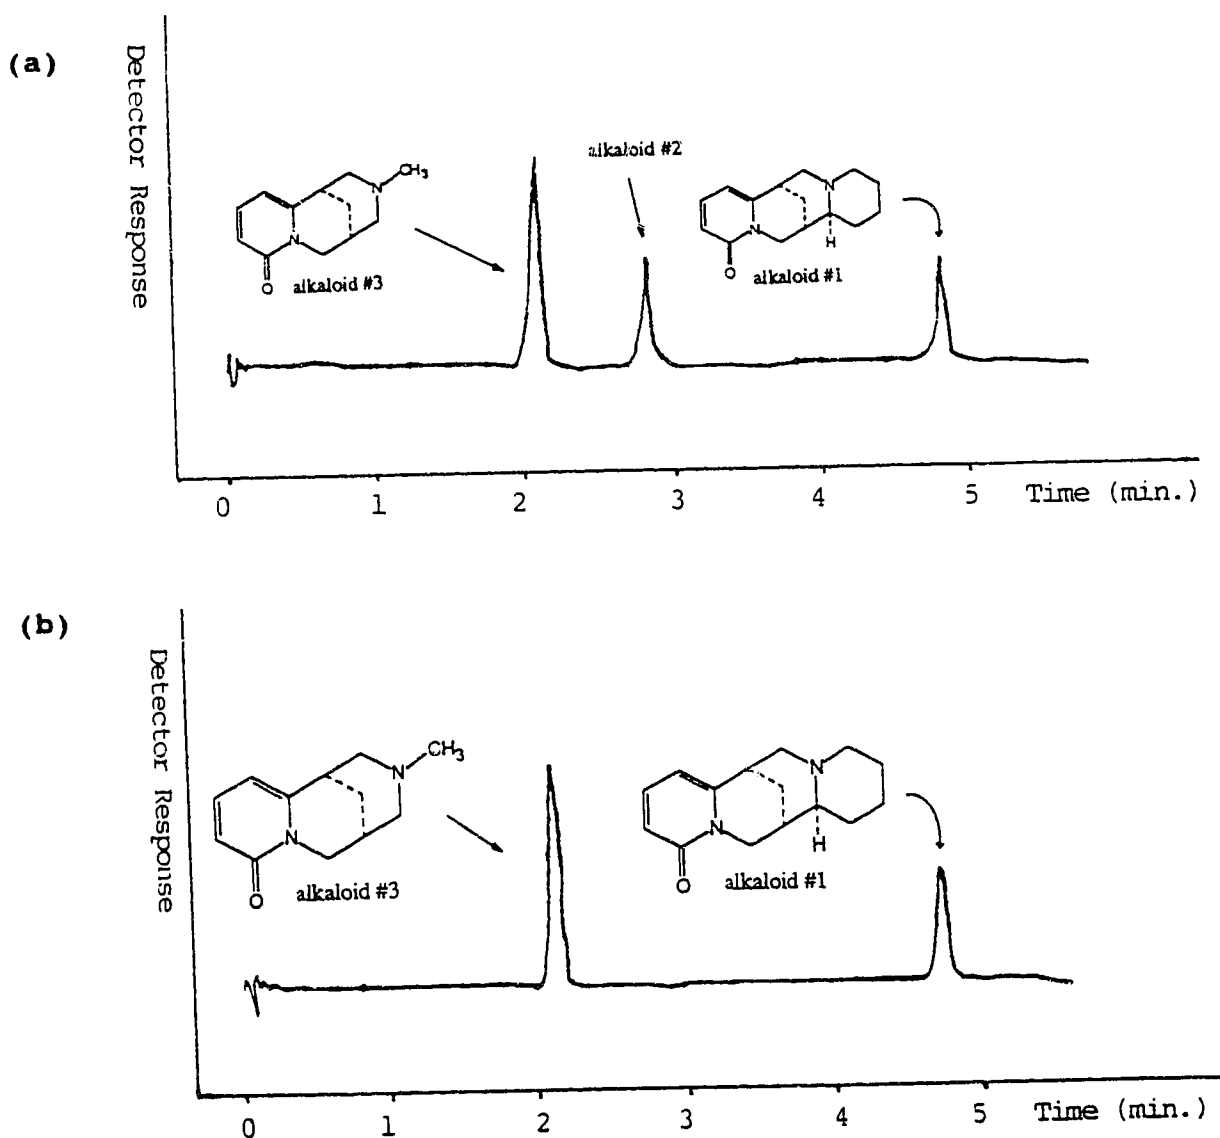 (a)
Detector Response
alkaloid #2
CH3
N
N
O
alkaloid #3
N
N
H
O
alkaloid #1
0 1 2 3 4 5 Time (min.)
(b)
Detector Response
CH3
N
N
O
alkaloid #3
N
N
H
O
alkaloid #1
0 1 2 3 4 5 Time (min.)